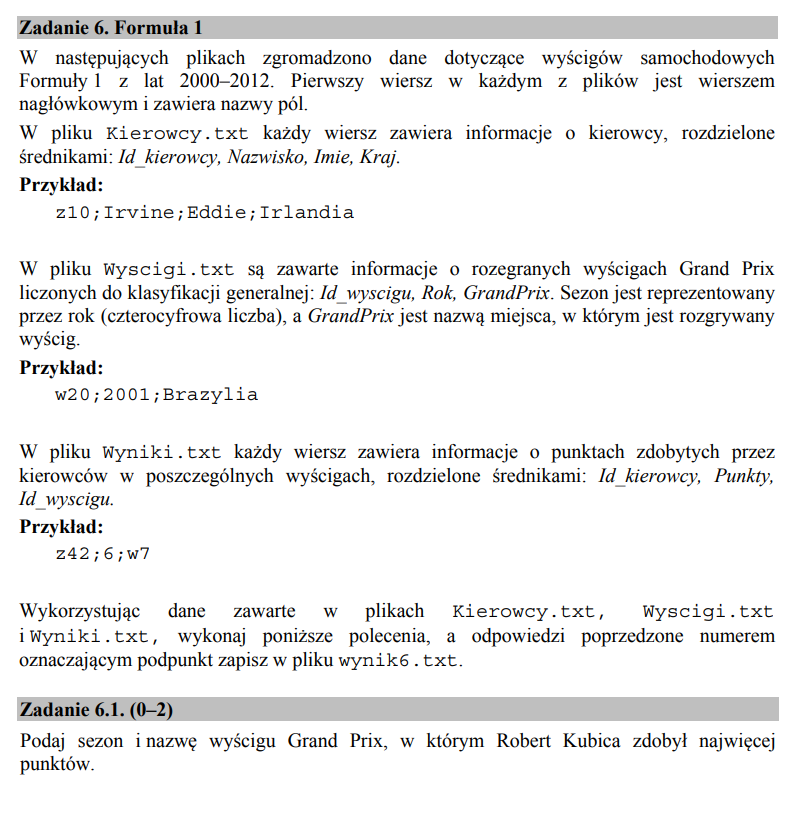 Zadanie 6. Formuła 1
W następujących plikach zgromadzono dane dotyczące wyścigów samochodowych
Formuły 1 z lat 2000–2012. Pierwszy wiersz w każdym z plików jest wierszem
nagłówkowym i zawiera nazwy pól.
W pliku Kierowcy.txt każdy wiersz zawiera informacje o kierowcy, rozdzielone
średnikami: Id_kierowcy, Nazwisko, Imie, Kraj.
Przykład:
z10;Irvine;Eddie;Irlandia
W pliku Wyscigi.txt są zawarte informacje o rozegranych wyścigach Grand Prix
liczonych do klasyfikacji generalnej: Id_wyscigu, Rok, GrandPrix. Sezon jest reprezentowany
przez rok (czterocyfrowa liczba), a GrandPrix jest nazwą miejsca, w którym jest rozgrywany
wyścig.
Przykład:
w20;2001;Brazylia
W pliku Wyniki.txt każdy wiersz zawiera informacje o punktach zdobytych przez
kierowców w poszczególnych wyścigach, rozdzielone średnikami: Id_kierowcy, Punkty,
Id_wyscigu.
Przykład:
z42;6;w7
Wykorzystując dane zawarte w plikach Kierowcy.txt, Wyscigi.txt
i Wyniki.txt, wykonaj poniższe polecenia, a odpowiedzi poprzedzone numerem
oznaczającym podpunkt zapisz w pliku wynik6.txt.
Zadanie 6.1. (0–2)
Podaj sezon i nazwę wyścigu Grand Prix, w którym Robert Kubica zdobył najwięcej
punktów.